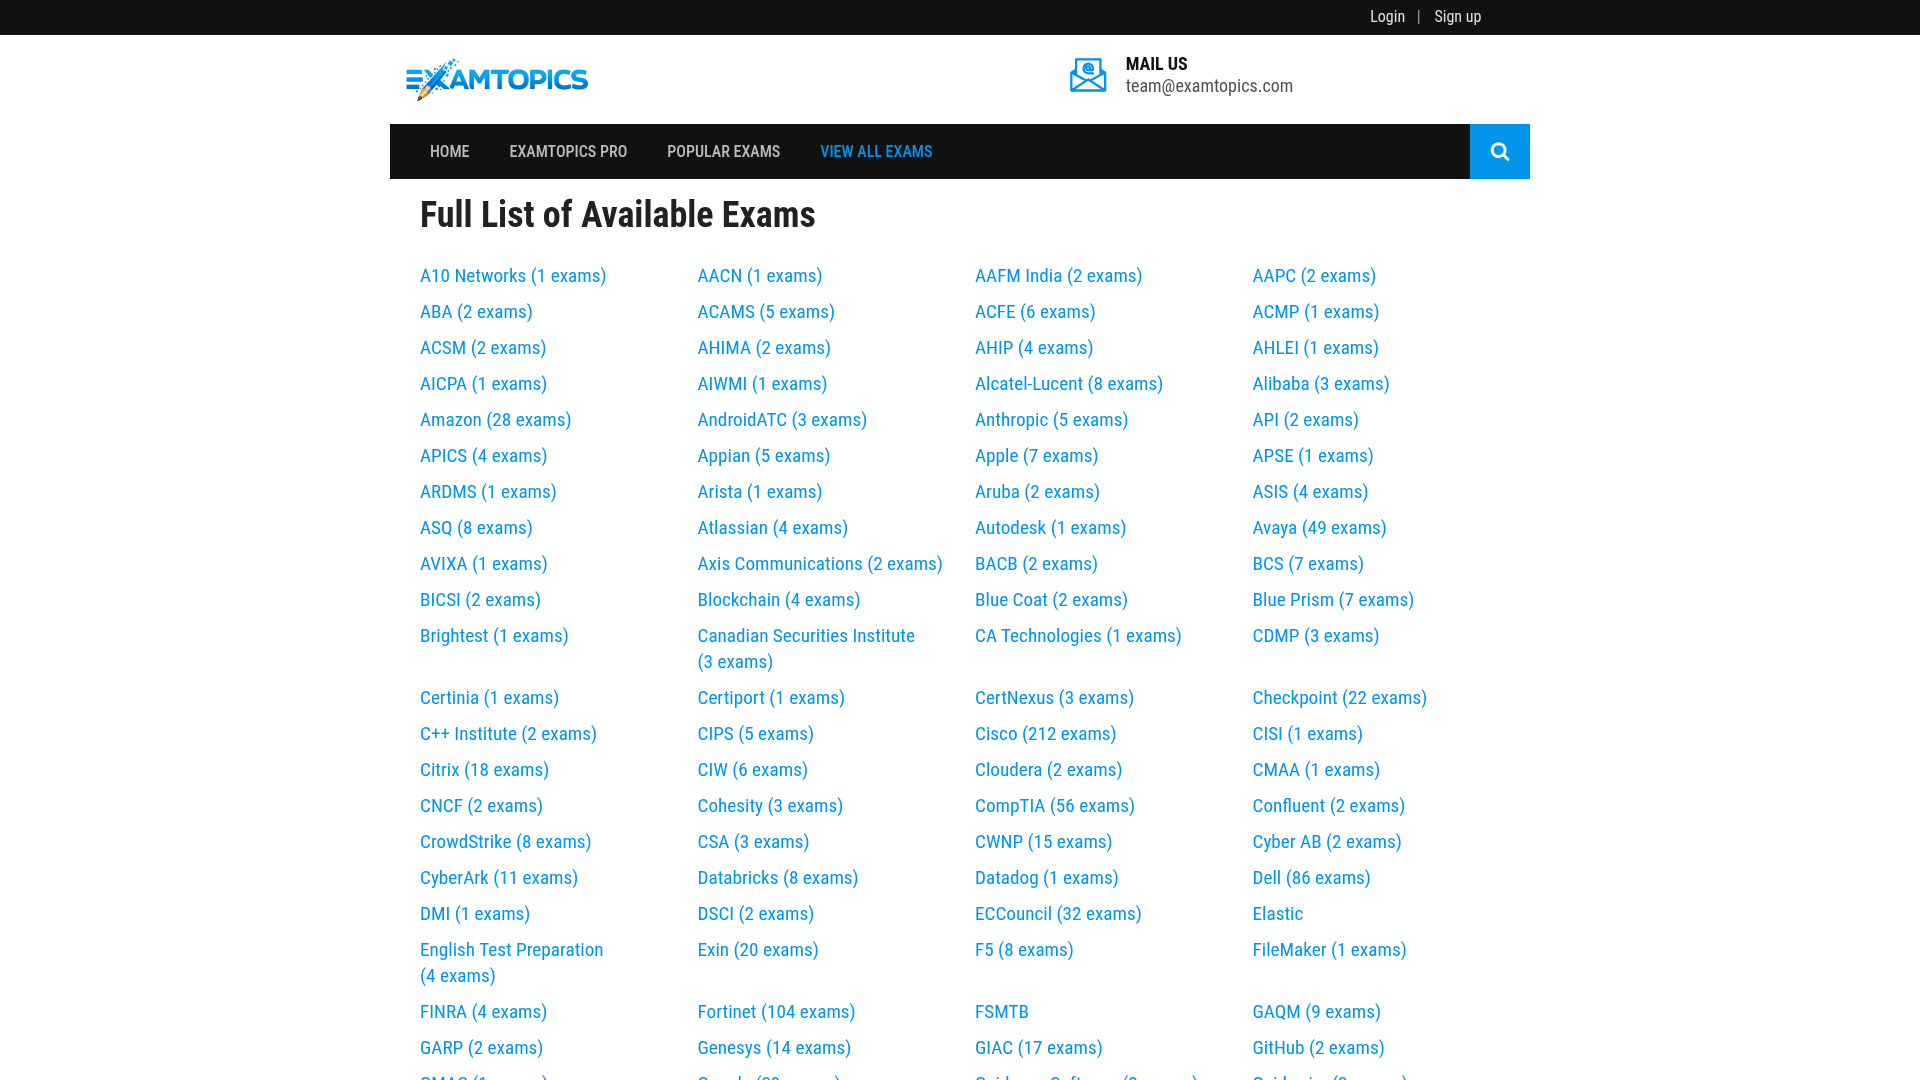 Login | Sign up
EXAMTOPICS
MAIL US
team@examtopics.com
HOME EXAMTOPICS PRO POPULAR EXAMS VIEW ALL EXAMS
Full List of Available Exams
A10 Networks (1 exams) AACN (1 exams) AAFM India (2 exams) AAPC (2 exams)
ABA (2 exams) ACAMS (5 exams) ACFE (6 exams) ACMP (1 exams)
ACSM (2 exams) AHIMA (2 exams) AHIP (4 exams) AHLEI (1 exams)
AICPA (1 exams) AIWMI (1 exams) Alcatel-Lucent (8 exams) Alibaba (3 exams)
Amazon (28 exams) AndroidATC (3 exams) Anthropic (5 exams) API (2 exams)
APICS (4 exams) Appian (5 exams) Apple (7 exams) APSE (1 exams)
ARDMS (1 exams) Arista (1 exams) Aruba (2 exams) ASIS (4 exams)
ASQ (8 exams) Atlassian (4 exams) Autodesk (1 exams) Avaya (49 exams)
AVIXA (1 exams) Axis Communications (2 exams) BACB (2 exams) BCS (7 exams)
BICSI (2 exams) Blockchain (4 exams) Blue Coat (2 exams) Blue Prism (7 exams)
Brightest (1 exams) Canadian Securities Institute CA Technologies (1 exams) CDMP (3 exams)
(3 exams)
Certinia (1 exams) Certiport (1 exams) CertNexus (3 exams) Checkpoint (22 exams)
C++ Institute (2 exams) CIPS (5 exams) Cisco (212 exams) CISI (1 exams)
Citrix (18 exams) CIW (6 exams) Cloudera (2 exams) CMAA (1 exams)
CNCF (2 exams) Cohesity (3 exams) CompTIA (56 exams) Confluent (2 exams)
CrowdStrike (8 exams) CSA (3 exams) CWNP (15 exams) Cyber AB (2 exams)
CyberArk (11 exams) Databricks (8 exams) Datadog (1 exams) Dell (86 exams)
DMI (1 exams) DSCI (2 exams) ECCouncil (32 exams) Elastic
English Test Preparation Exin (20 exams) F5 (8 exams) FileMaker (1 exams)
(4 exams)
FINRA (4 exams) Fortinet (104 exams) FSMTB GAQM (9 exams)
GARP (2 exams) Genesys (14 exams) GIAC (17 exams) GitHub (2 exams)